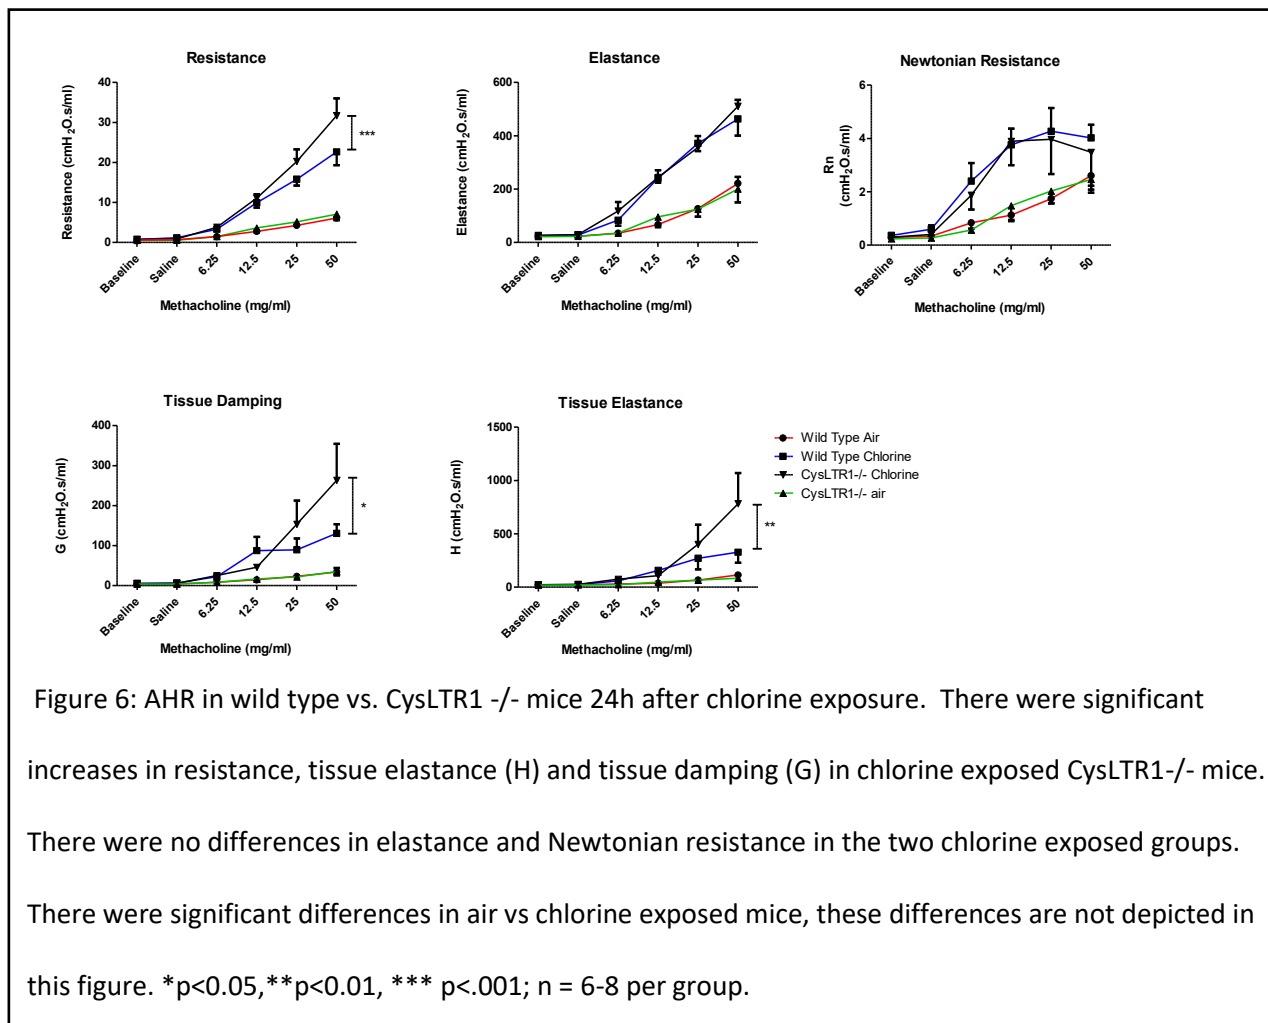 Resistance
Resistance (cmH2O.s/ml)
40
30
20
10
0
***
Baseline
Saline
6.25
12.5
25
50
Methacholine (mg/ml)
Elastance
Elastance (cmH2O.s/ml)
600
400
200
0
Baseline
Saline
6.25
12.5
25
50
Methacholine (mg/ml)
Newtonian Resistance
Rn
(cmH2O.s/ml)
6
4
2
0
Baseline
Saline
6.25
12.5
25
50
Methacholine (mg/ml)
Tissue Damping
G (cmH2O.s/ml)
400
300
200
100
0
*
Baseline
Saline
6.25
12.5
25
50
Methacholine (mg/ml)
Tissue Elastance
H (cmH2O.s/ml)
1500
1000
500
0
**
Baseline
Saline
6.25
12.5
25
50
Methacholine (mg/ml)
Wild Type Air
Wild Type Chlorine
CysLTR1-/- Chlorine
CysLTR1-/- air
Figure 6: AHR in wild type vs. CysLTR1 -/- mice 24h after chlorine exposure.  There were significant
increases in resistance, tissue elastance (H) and tissue damping (G) in chlorine exposed CysLTR1-/- mice.
There were no differences in elastance and Newtonian resistance in the two chlorine exposed groups.
There were significant differences in air vs chlorine exposed mice, these differences are not depicted in
this figure. *p<0.05,**p<0.01, *** p<.001; n = 6-8 per group.